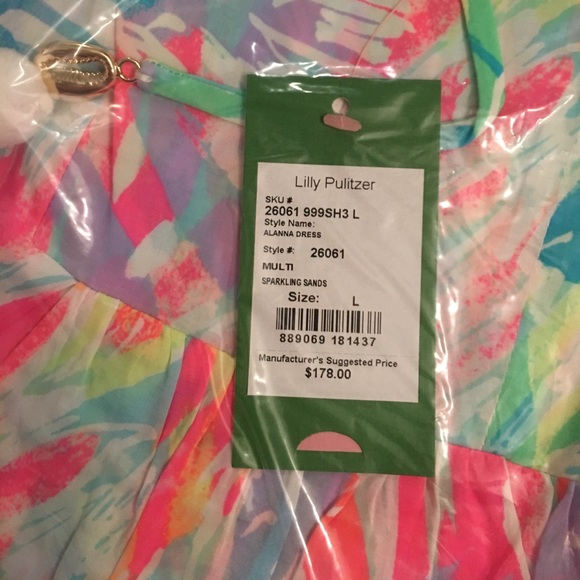 Lilly Pulitzer
SKU #
26061 999SH3 L
Style Name:
ALANNA DRESS
Style #: 26061
MULTI
SPARKLING SANDS
Size: L
889069 181437
Manufacturer's Suggested Price
$178.00